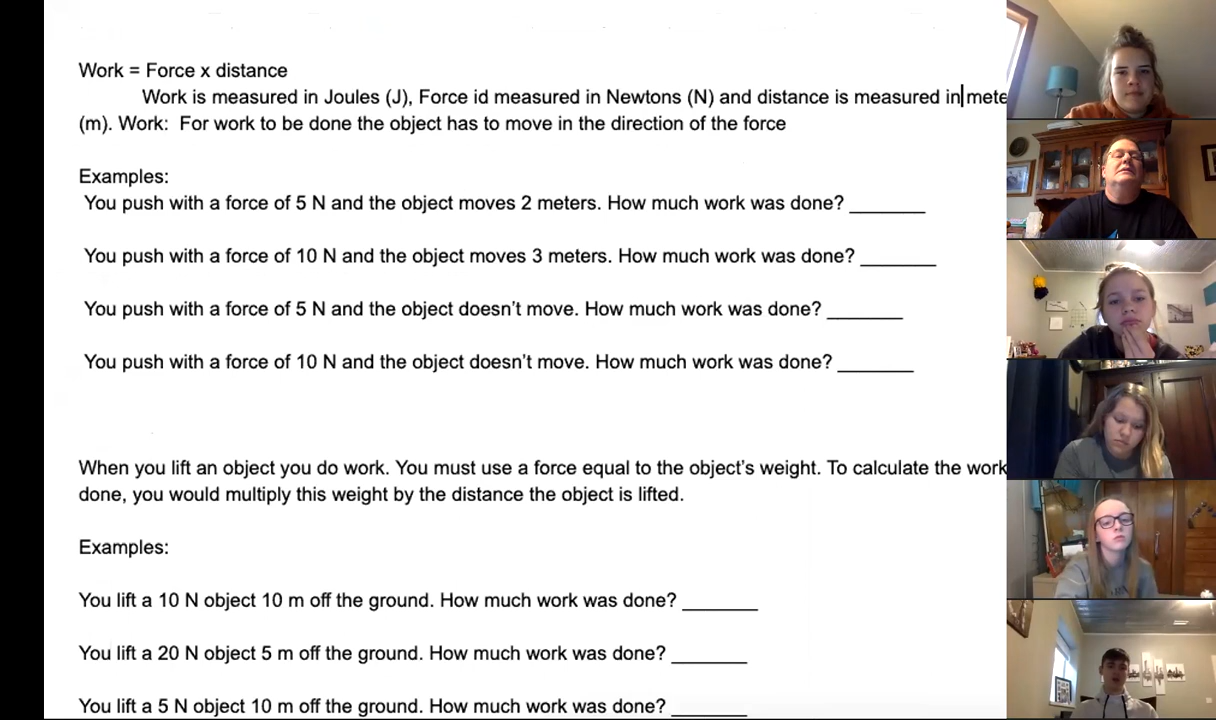 Work = Force x distance
Work is measured in Joules (J), Force id measured in Newtons (N) and distance is measured in mete
(m). Work:  For work to be done the object has to move in the direction of the force
Examples:
You push with a force of 5 N and the object moves 2 meters. How much work was done? _______
You push with a force of 10 N and the object moves 3 meters. How much work was done? _______
You push with a force of 5 N and the object doesn't move. How much work was done? _______
You push with a force of 10 N and the object doesn't move. How much work was done? _______
When you lift an object you do work. You must use a force equal to the object's weight. To calculate the work
done, you would multiply this weight by the distance the object is lifted.
Examples:
You lift a 10 N object 10 m off the ground. How much work was done? _______
You lift a 20 N object 5 m off the ground. How much work was done? _______
You lift a 5 N object 10 m off the ground. How much work was done? _______